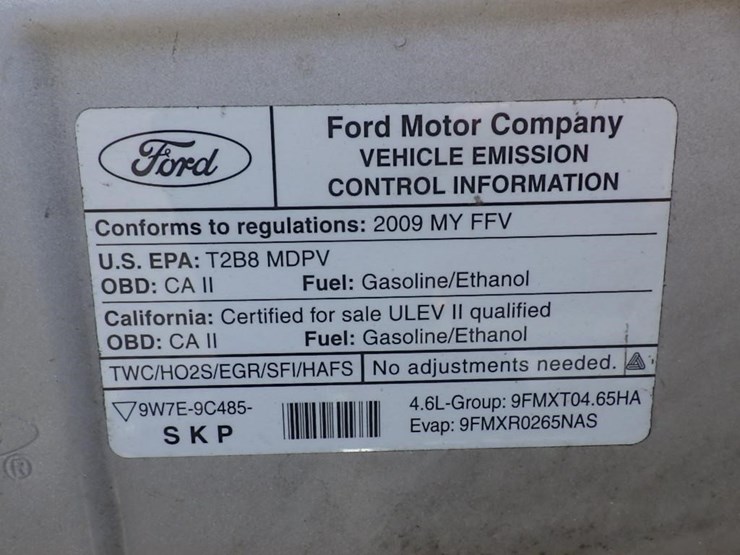 Ford
Ford Motor Company
VEHICLE EMISSION
CONTROL INFORMATION
Conforms to regulations: 2009 MY FFV
U.S. EPA: T2B8 MDPV
OBD: CA II Fuel: Gasoline/Ethanol
California: Certified for sale ULEV II qualified
OBD: CA II Fuel: Gasoline/Ethanol
TWC/HO2S/EGR/SFI/HAFS No adjustments needed.
9W7E-9C485-
SKP
4.6L-Group: 9FMXT04.65HA
Evap: 9FMXR0265NAS
®